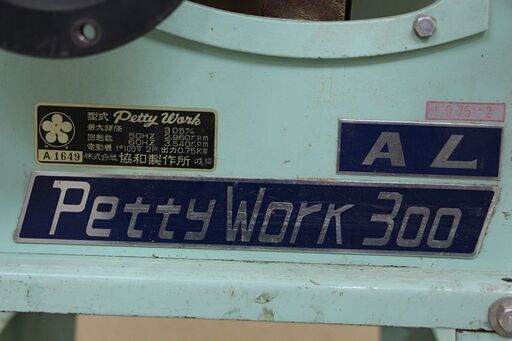 型式 Petty Work
最大鋸径 305%
回転数 50HZ 2,960rpm
60HZ 3,540rpm
電動機 1φ100V 2P 出力0.75KW
株式会社 協和製作所
A1649
AL
Petty Work 300